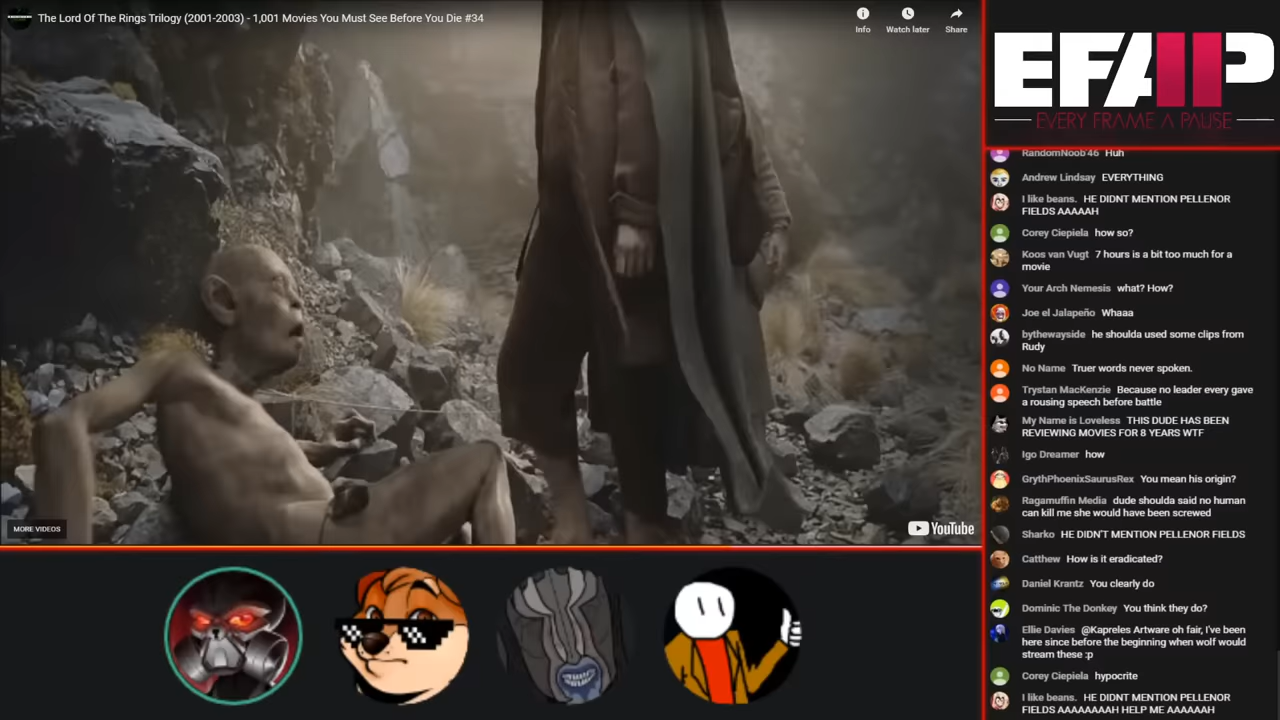 The Lord Of The Rings Trilogy (2001-2003) - 1,001 Movies You Must See Before You Die #34
Info
Watch later
Share
MORE VIDEOS
YouTube
EFAP
EVERY FRAME A PAUSE
RandomNoob'46 Huh
Andrew Lindsay EVERYTHING
I like beans. HE DIDNT MENTION PELLENOR
FIELDS AAAAAH
Corey Ciepiela how so?
Koos van Vugt 7 hours is a bit too much for a
movie
Your Arch Nemesis what? How?
Joe el Jalapeño Whaaa
bythewayside he shoulda used some clips from
Rudy
No Name Truer words never spoken.
Trystan MacKenzie Because no leader every gave
a rousing speech before battle
My Name is Loveless THIS DUDE HAS BEEN
REVIEWING MOVIES FOR 8 YEARS WTF
Igo Dreamer how
GrythPhoenixSaurusRex You mean his origin?
Ragamuffin Media dude shoulda said no human
can kill me she would have been screwed
Sharko HE DIDN'T MENTION PELLENOR FIELDS
Catthew How is it eradicated?
Daniel Krantz You clearly do
Dominic The Donkey You think they do?
Ellie Davies @Kapreles Artware oh fair, I've been
here since before the beginning when wolf would
stream these :p
Corey Ciepiela hypocrite
I like beans. HE DIDNT MENTION PELLENOR
FIELDS AAAAAAAAH HELP ME AAAAAAH